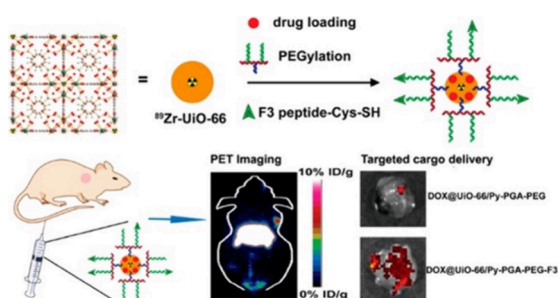 drug loading
=
PEGylation
⁸⁹Zr-UiO-66
F3 peptide-Cys-SH
PET Imaging
10% ID/g
0% ID/g
Targeted cargo delivery
DOX@UiO-66/Py-PGA-PEG
DOX@UiO-66/Py-PGA-PEG-F3